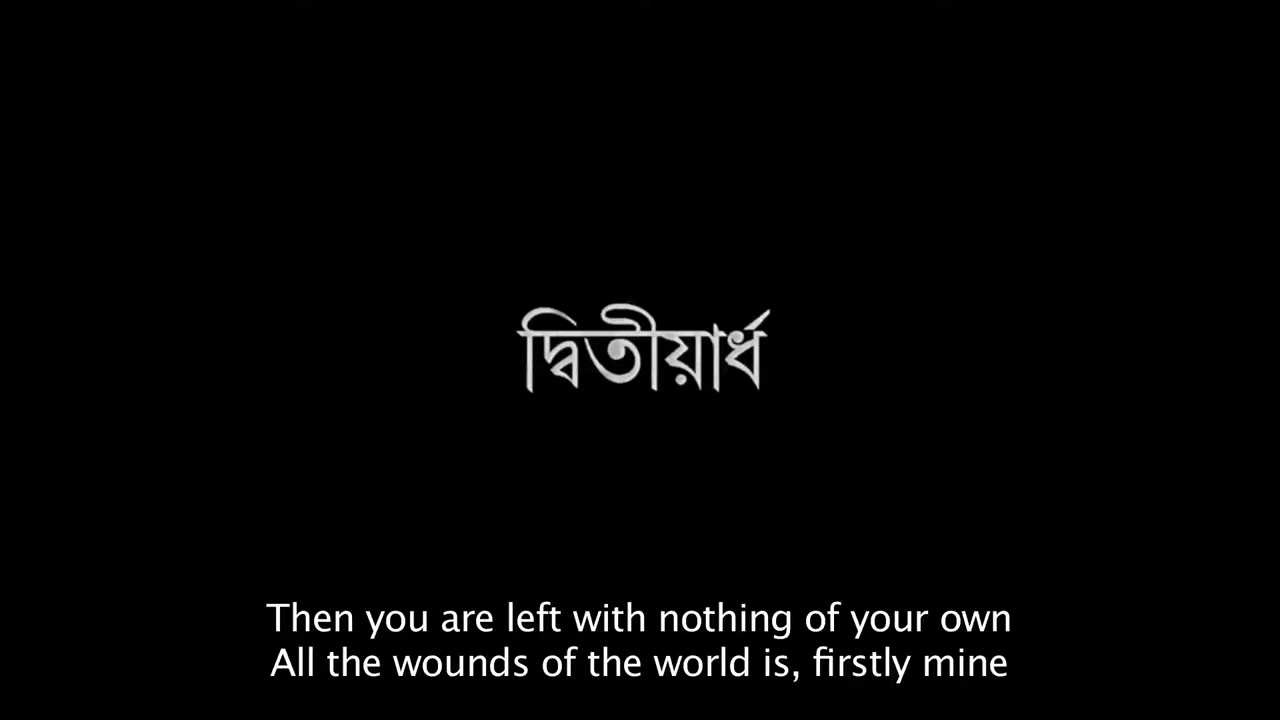 দ্বিতীয়ার্ধ
Then you are left with nothing of your own
All the wounds of the world is, firstly mine